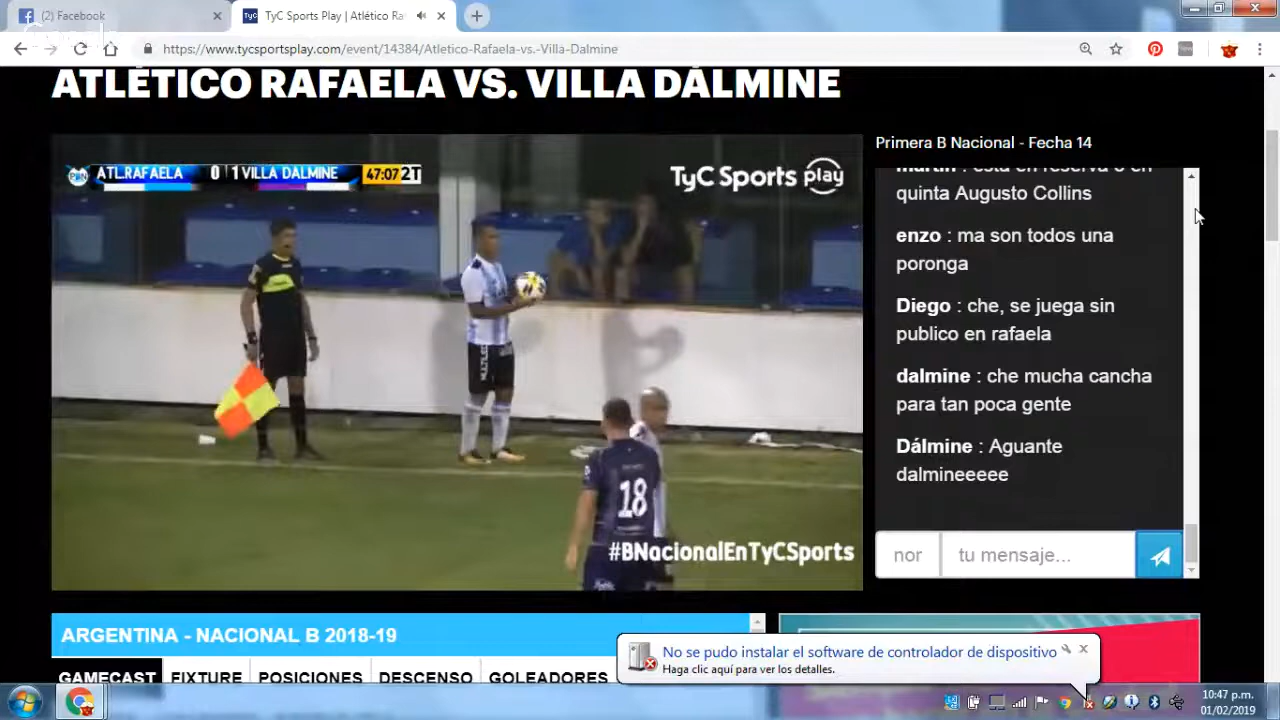 (2) Facebook
TyC Sports Play | Atlético Ra
https://www.tycsportsplay.com/event/14384/Atletico-Rafaela-vs.-Villa-Dalmine
ATLÉTICO RAFAELA VS. VILLA DÁLMINE
ATL.RAFAELA 0 1 VILLA DALMINE 47:07 2T
TyC Sports play
18
#BNacionalEnTyCSports
Primera B Nacional - Fecha 14
martin : esta en reserva o en
quinta Augusto Collins
enzo : ma son todos una
poronga
Diego : che, se juega sin
publico en rafaela
dalmine : che mucha cancha
para tan poca gente
Dálmine : Aguante
dalmineeeee
nor
tu mensaje...
ARGENTINA - NACIONAL B 2018-19
GAMECAST FIXTURE POSICIONES DESCENSO GOLEADORES
No se pudo instalar el software de controlador de dispositivo
Haga clic aquí para ver los detalles.
10:47 p.m.
01/02/2019